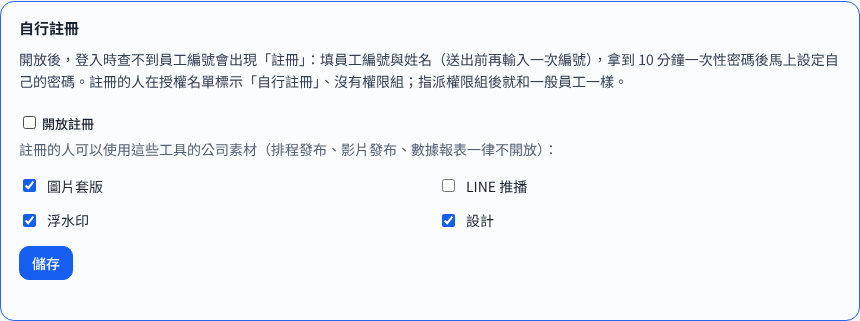 自行註冊
開放後，登入時查不到員工編號會出現「註冊」：填員工編號與姓名（送出前再輸入一次編號），拿到 10 分鐘一次性密碼後馬上設定自
己的密碼。註冊的人在授權名單標示「自行註冊」、沒有權限組；指派權限組後就和一般員工一樣。
開放註冊
註冊的人可以使用這些工具的公司素材（排程發布、影片發布、數據報表一律不開放）：
圖片套版
LINE 推播
浮水印
設計
儲存